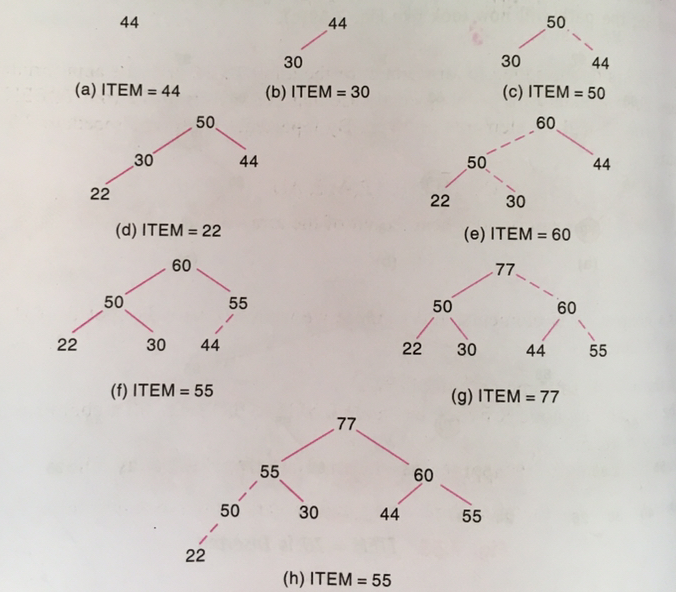 44 44 50
30 30 44
(a) ITEM = 44 (b) ITEM = 30 (c) ITEM = 50
50 60
30 44 50 44
22 22 30
(d) ITEM = 22 (e) ITEM = 60
60 77
50 55 50 60
22 30 44 22 30 44 55
(f) ITEM = 55 (g) ITEM = 77
77
55 60
50 30 44 55
22
(h) ITEM = 55